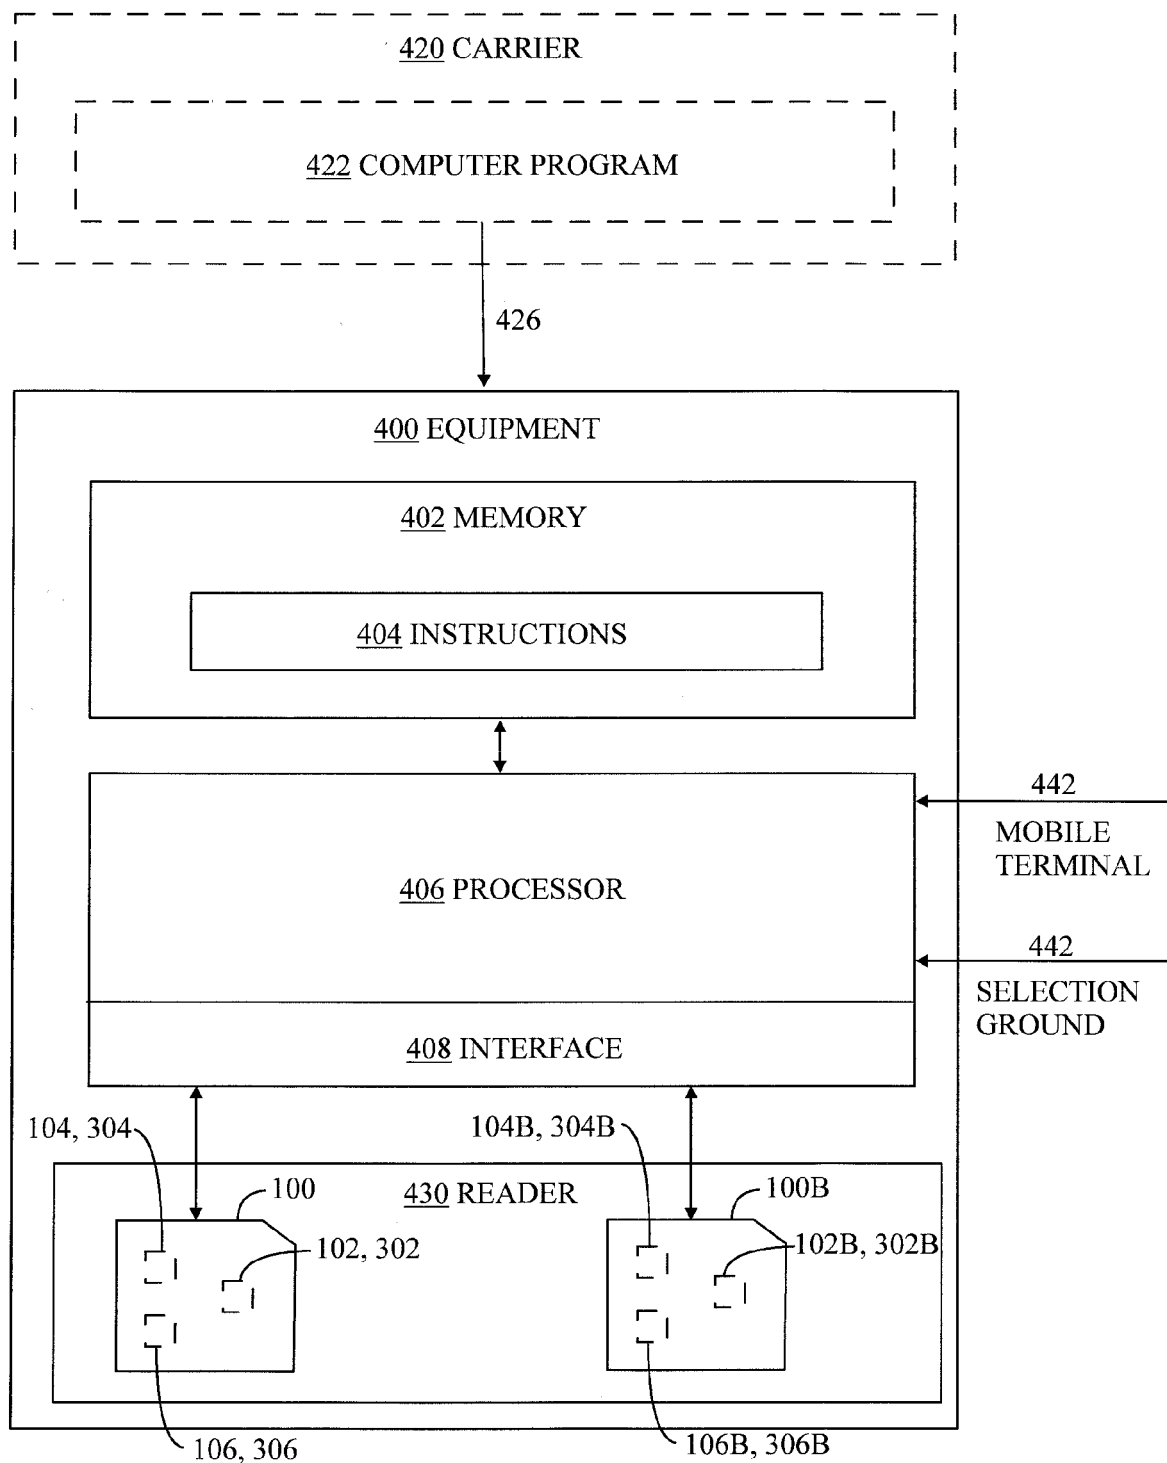 420 CARRIER
422 COMPUTER PROGRAM
426
400 EQUIPMENT
402 MEMORY
404 INSTRUCTIONS
442
MOBILE
TERMINAL
406 PROCESSOR
442
SELECTION
GROUND
408 INTERFACE
104, 304
104B, 304B
100
430 READER
100B
102, 302
102B, 302B
106, 306
106B, 306B